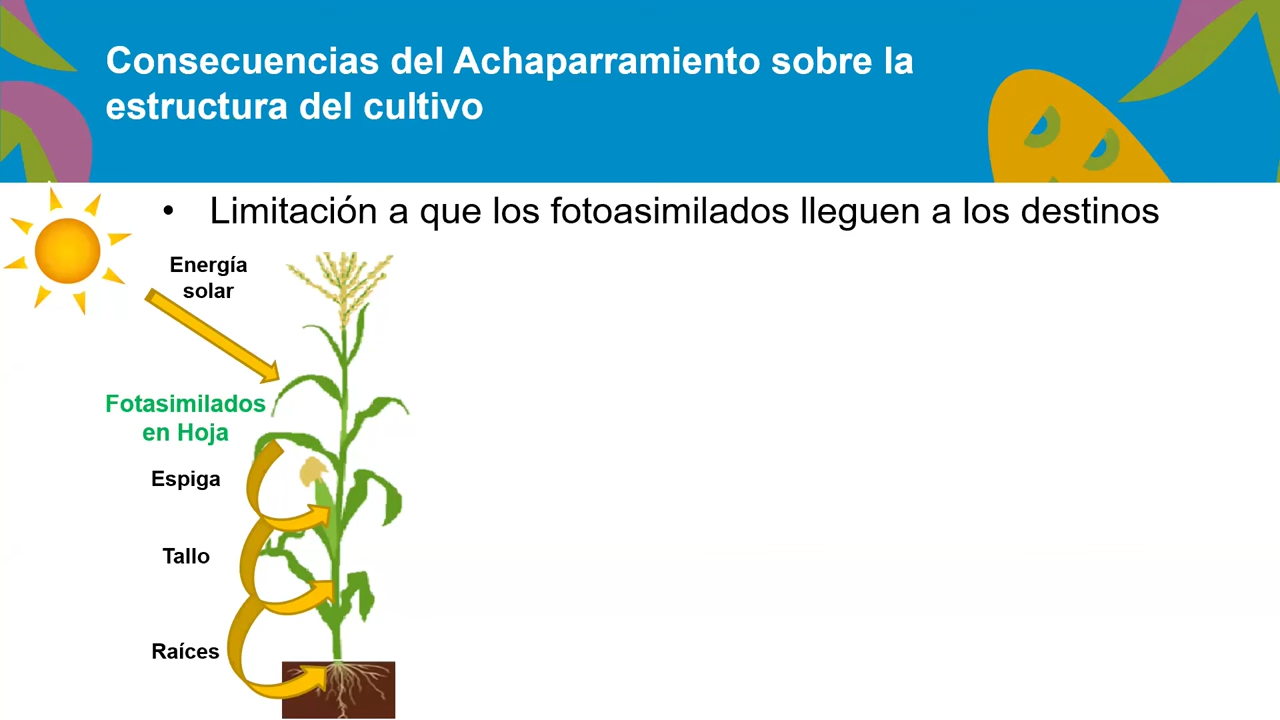 Consecuencias del Achaparramiento sobre la
estructura del cultivo
• Limitación a que los fotoasimilados lleguen a los destinos
Energía
solar
Fotasimilados
en Hoja
Espiga
Tallo
Raíces